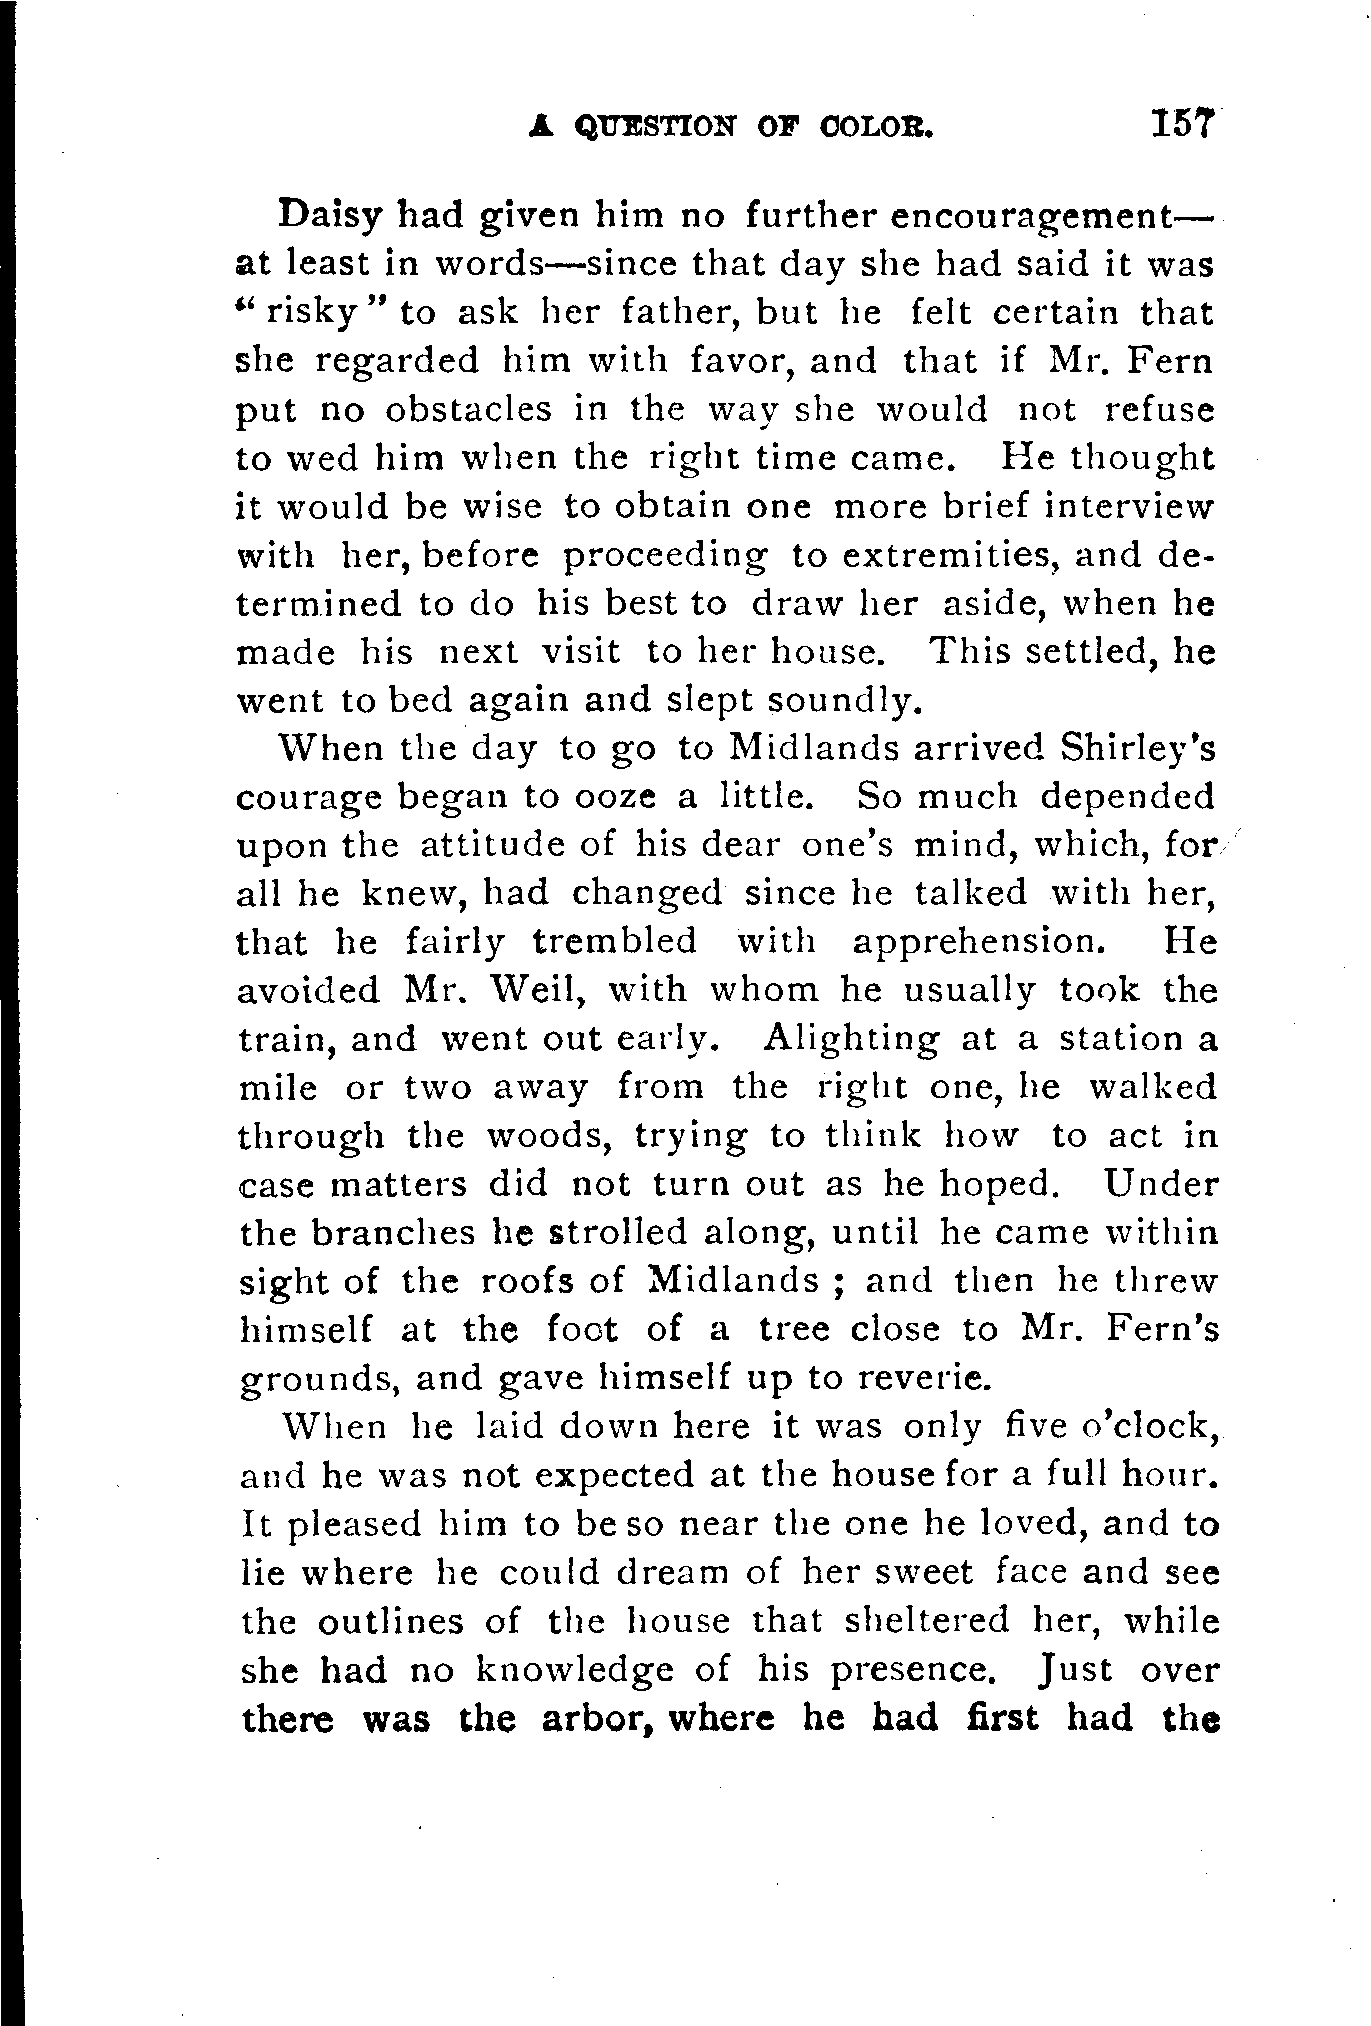 A QUESTION OF COLOR. 157
Daisy had given him no further encouragement—
at least in words—since that day she had said it was
“ risky ” to ask her father, but he felt certain that
she regarded him with favor, and that if Mr. Fern
put no obstacles in the way she would not refuse
to wed him when the right time came. He thought
it would be wise to obtain one more brief interview
with her, before proceeding to extremities, and de-
termined to do his best to draw her aside, when he
made his next visit to her house. This settled, he
went to bed again and slept soundly.
When the day to go to Midlands arrived Shirley’s
courage began to ooze a little. So much depended
upon the attitude of his dear one’s mind, which, for
all he knew, had changed since he talked with her,
that he fairly trembled with apprehension. He
avoided Mr. Weil, with whom he usually took the
train, and went out early. Alighting at a station a
mile or two away from the right one, he walked
through the woods, trying to think how to act in
case matters did not turn out as he hoped. Under
the branches he strolled along, until he came within
sight of the roofs of Midlands ; and then he threw
himself at the foot of a tree close to Mr. Fern’s
grounds, and gave himself up to reverie.
When he laid down here it was only five o’clock,
and he was not expected at the house for a full hour.
It pleased him to be so near the one he loved, and to
lie where he could dream of her sweet face and see
the outlines of the house that sheltered her, while
she had no knowledge of his presence. Just over
there was the arbor, where he had first had the